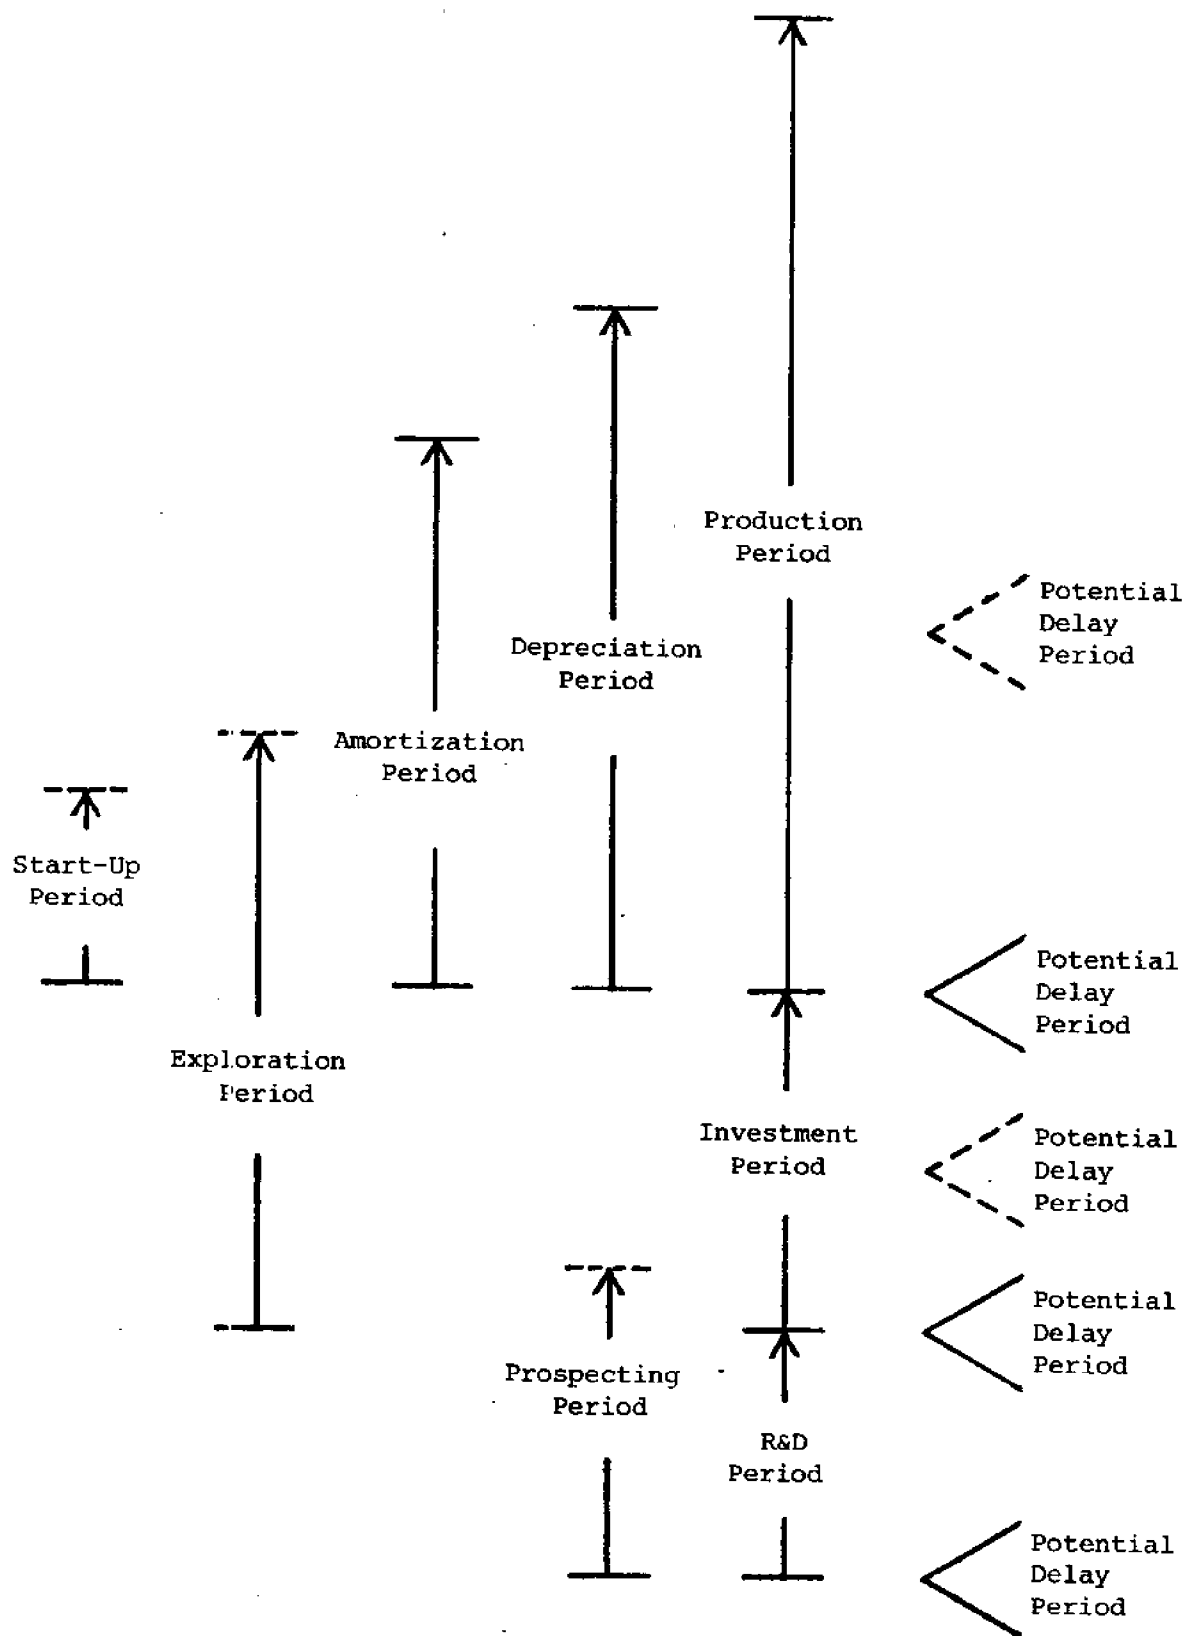 Production
Period
Potential
Delay
Period
Depreciation
Period
Amortization
Period
Start-Up
Period
Potential
Delay
Period
Exploration
Period
Investment
Period
Potential
Delay
Period
Potential
Delay
Period
Prospecting
Period
R&D
Period
Potential
Delay
Period